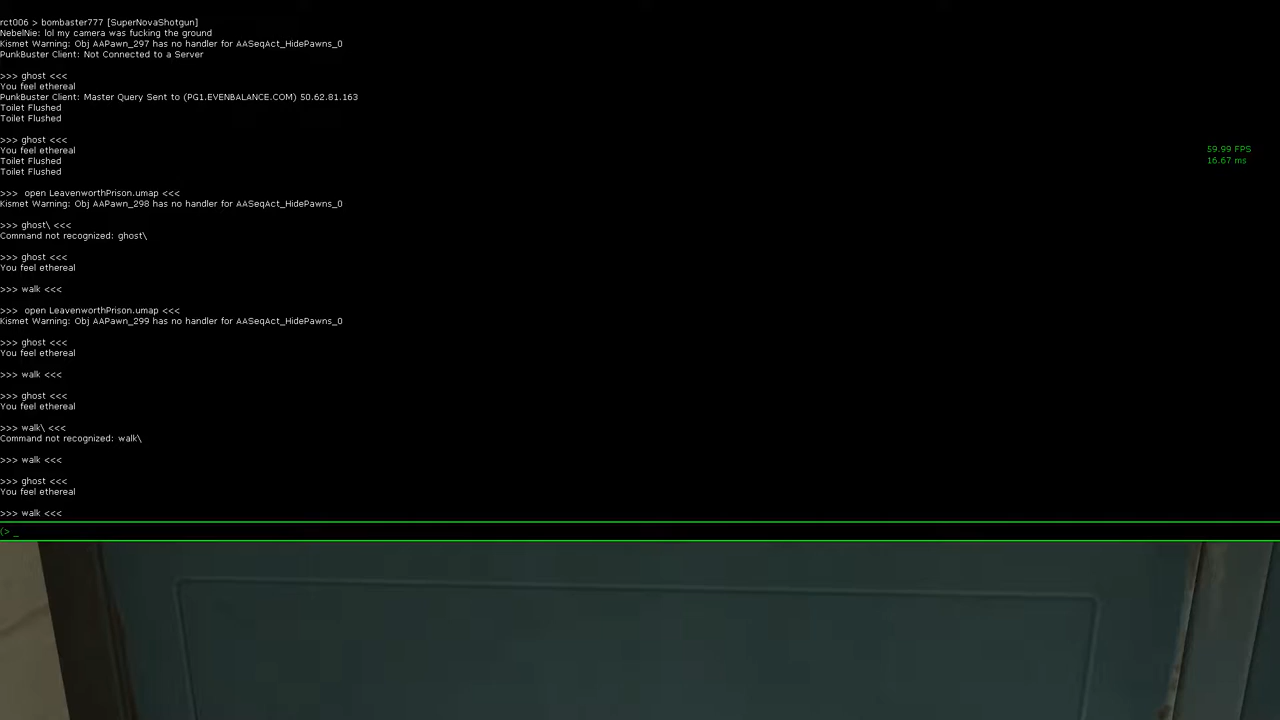 rct006 > bombaster777 [SuperNovaShotgun]
NebelNie: lol my camera was fucking the ground
Kismet Warning: Obj AAPawn_297 has no handler for AASeqAct_HidePawns_0
PunkBuster Client: Not Connected to a Server
>>> ghost <<<
You feel ethereal
PunkBuster Client: Master Query Sent to (PG1.EVENBALANCE.COM) 50.62.81.163
Toilet Flushed
Toilet Flushed
>>> ghost <<<
You feel ethereal
59.99 FPS
Toilet Flushed
16.67 ms
Toilet Flushed
>>>  open LeavenworthPrison.umap <<<
Kismet Warning: Obj AAPawn_298 has no handler for AASeqAct_HidePawns_0
>>> ghost\ <<<
Command not recognized: ghost\
>>> ghost <<<
You feel ethereal
>>> walk <<<
>>>  open LeavenworthPrison.umap <<<
Kismet Warning: Obj AAPawn_299 has no handler for AASeqAct_HidePawns_0
>>> ghost <<<
You feel ethereal
>>> walk <<<
>>> ghost <<<
You feel ethereal
>>> walk\ <<<
Command not recognized: walk\
>>> walk <<<
>>> ghost <<<
You feel ethereal
>>> walk <<<
(> _